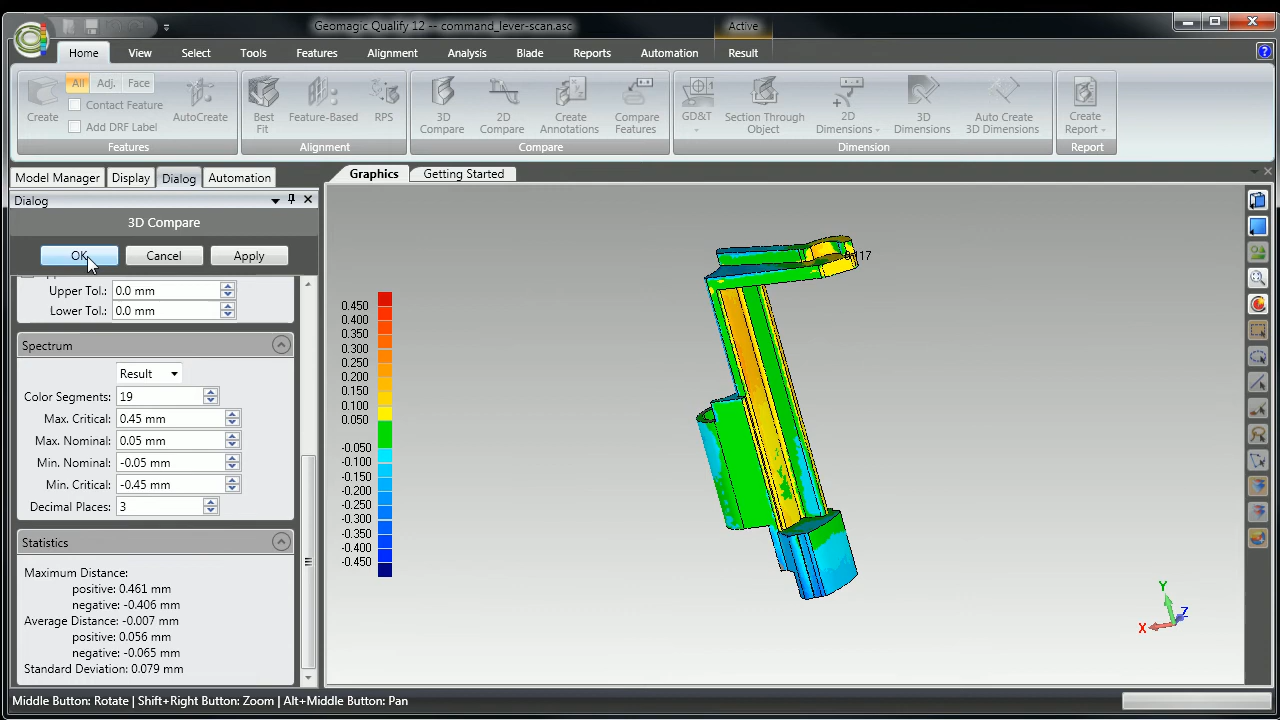 Geomagic Qualify 12 -- command_lever-scan.asc
Active
Home View Select Tools Features Alignment Analysis Blade Reports Automation Result
All Adj. Face
Contact Feature
Add DRF Label
Create
AutoCreate
Features
Best Fit
Feature-Based
RPS
Alignment
3D Compare
2D Compare
Create Annotations
Compare Features
Compare
GD&T
Section Through Object
2D Dimensions
3D Dimensions
Auto Create 3D Dimensions
Dimension
Create Report
Report
Model Manager Display Dialog Automation
Graphics Getting Started
Dialog
3D Compare
OK Cancel Apply
Upper Tol.: 0.0 mm
Lower Tol.: 0.0 mm
Spectrum
Result
Color Segments: 19
Max. Critical: 0.45 mm
Max. Nominal: 0.05 mm
Min. Nominal: -0.05 mm
Min. Critical: -0.45 mm
Decimal Places: 3
Statistics
Maximum Distance:
positive: 0.461 mm
negative: -0.406 mm
Average Distance: -0.007 mm
positive: 0.056 mm
negative: -0.065 mm
Standard Deviation: 0.079 mm
0.450
0.400
0.350
0.300
0.250
0.200
0.150
0.100
0.050
-0.050
-0.100
-0.150
-0.200
-0.250
-0.300
-0.350
-0.400
-0.450
Y
Z
X
Middle Button: Rotate | Shift+Right Button: Zoom | Alt+Middle Button: Pan